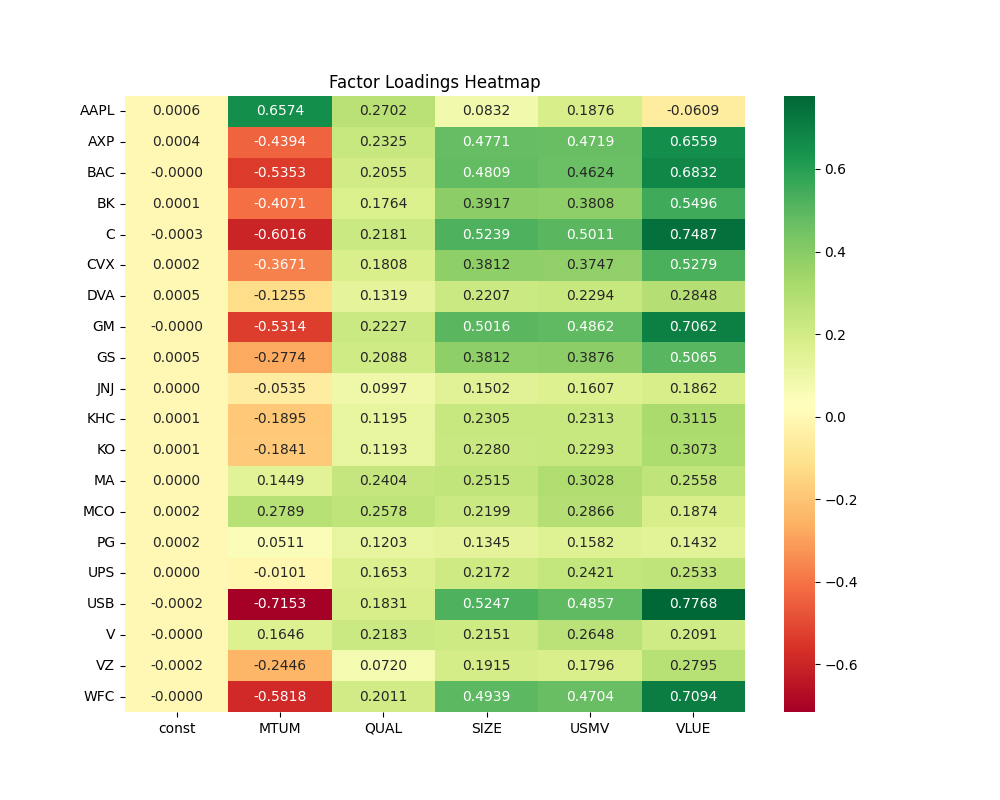 Factor Loadings Heatmap
AAPL 0.0006 0.6574 0.2702 0.0832 0.1876 -0.0609
AXP 0.0004 -0.4394 0.2325 0.4771 0.4719 0.6559
BAC -0.0000 -0.5353 0.2055 0.4809 0.4624 0.6832
BK 0.0001 -0.4071 0.1764 0.3917 0.3808 0.5496
C -0.0003 -0.6016 0.2181 0.5239 0.5011 0.7487
CVX 0.0002 -0.3671 0.1808 0.3812 0.3747 0.5279
DVA 0.0005 -0.1255 0.1319 0.2207 0.2294 0.2848
GM -0.0000 -0.5314 0.2227 0.5016 0.4862 0.7062
GS 0.0005 -0.2774 0.2088 0.3812 0.3876 0.5065
JNJ 0.0000 -0.0535 0.0997 0.1502 0.1607 0.1862
KHC 0.0001 -0.1895 0.1195 0.2305 0.2313 0.3115
KO 0.0001 -0.1841 0.1193 0.2280 0.2293 0.3073
MA 0.0000 0.1449 0.2404 0.2515 0.3028 0.2558
MCO 0.0002 0.2789 0.2578 0.2199 0.2866 0.1874
PG 0.0002 0.0511 0.1203 0.1345 0.1582 0.1432
UPS 0.0000 -0.0101 0.1653 0.2172 0.2421 0.2533
USB -0.0002 -0.7153 0.1831 0.5247 0.4857 0.7768
V -0.0000 0.1646 0.2183 0.2151 0.2648 0.2091
VZ -0.0002 -0.2446 0.0720 0.1915 0.1796 0.2795
WFC -0.0000 -0.5818 0.2011 0.4939 0.4704 0.7094
const MTUM QUAL SIZE USMV VLUE
0.6
0.4
0.2
0.0
−0.2
−0.4
−0.6